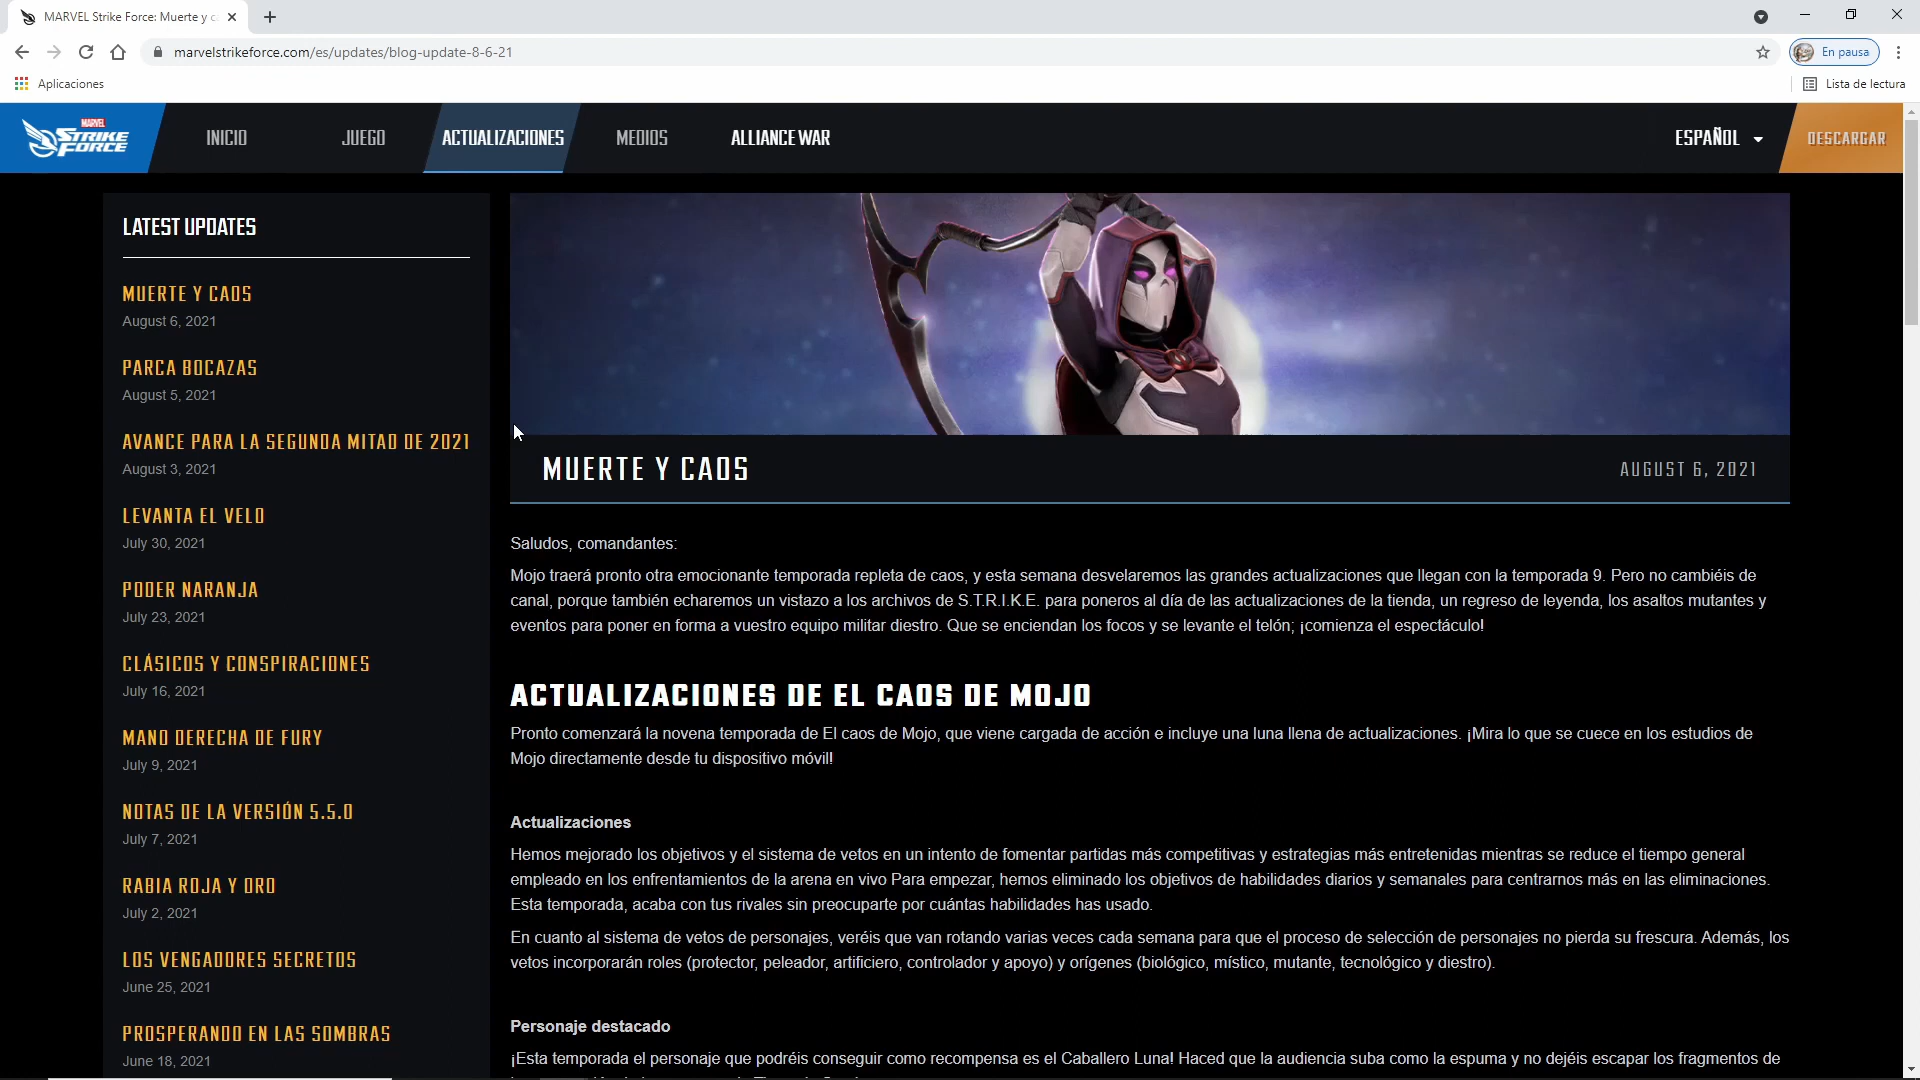 MARVEL Strike Force: Muerte y c
marvelstrikeforce.com/es/updates/blog-update-8-6-21
En pausa
Aplicaciones
Lista de lectura
MARVEL
STRIKE
FORCE
INICIO
JUEGO
ACTUALIZACIONES
MEDIOS
ALLIANCE WAR
ESPAÑOL
DESCARGAR
LATEST UPDATES
MUERTE Y CAOS
August 6, 2021
PARCA BOCAZAS
August 5, 2021
AVANCE PARA LA SEGUNDA MITAD DE 2021
August 3, 2021
LEVANTA EL VELO
July 30, 2021
PODER NARANJA
July 23, 2021
CLÁSICOS Y CONSPIRACIONES
July 16, 2021
MANO DERECHA DE FURY
July 9, 2021
NOTAS DE LA VERSIÓN 5.5.0
July 7, 2021
RABIA ROJA Y ORO
July 2, 2021
LOS VENGADORES SECRETOS
June 25, 2021
PROSPERANDO EN LAS SOMBRAS
June 18, 2021
MUERTE Y CAOS
AUGUST 6, 2021
Saludos, comandantes:
Mojo traerá pronto otra emocionante temporada repleta de caos, y esta semana desvelaremos las grandes actualizaciones que llegan con la temporada 9. Pero no cambiéis de
canal, porque también echaremos un vistazo a los archivos de S.T.R.I.K.E. para poneros al día de las actualizaciones de la tienda, un regreso de leyenda, los asaltos mutantes y
eventos para poner en forma a vuestro equipo militar diestro. Que se enciendan los focos y se levante el telón; ¡comienza el espectáculo!
ACTUALIZACIONES DE EL CAOS DE MOJO
Pronto comenzará la novena temporada de El caos de Mojo, que viene cargada de acción e incluye una luna llena de actualizaciones. ¡Mira lo que se cuece en los estudios de
Mojo directamente desde tu dispositivo móvil!
Actualizaciones
Hemos mejorado los objetivos y el sistema de vetos en un intento de fomentar partidas más competitivas y estrategias más entretenidas mientras se reduce el tiempo general
empleado en los enfrentamientos de la arena en vivo Para empezar, hemos eliminado los objetivos de habilidades diarios y semanales para centrarnos más en las eliminaciones.
Esta temporada, acaba con tus rivales sin preocuparte por cuántas habilidades has usado.
En cuanto al sistema de vetos de personajes, veréis que van rotando varias veces cada semana para que el proceso de selección de personajes no pierda su frescura. Además, los
vetos incorporarán roles (protector, peleador, artificiero, controlador y apoyo) y orígenes (biológico, místico, mutante, tecnológico y diestro).
Personaje destacado
¡Esta temporada el personaje que podréis conseguir como recompensa es el Caballero Luna! Haced que la audiencia suba como la espuma y no dejéis escapar los fragmentos de